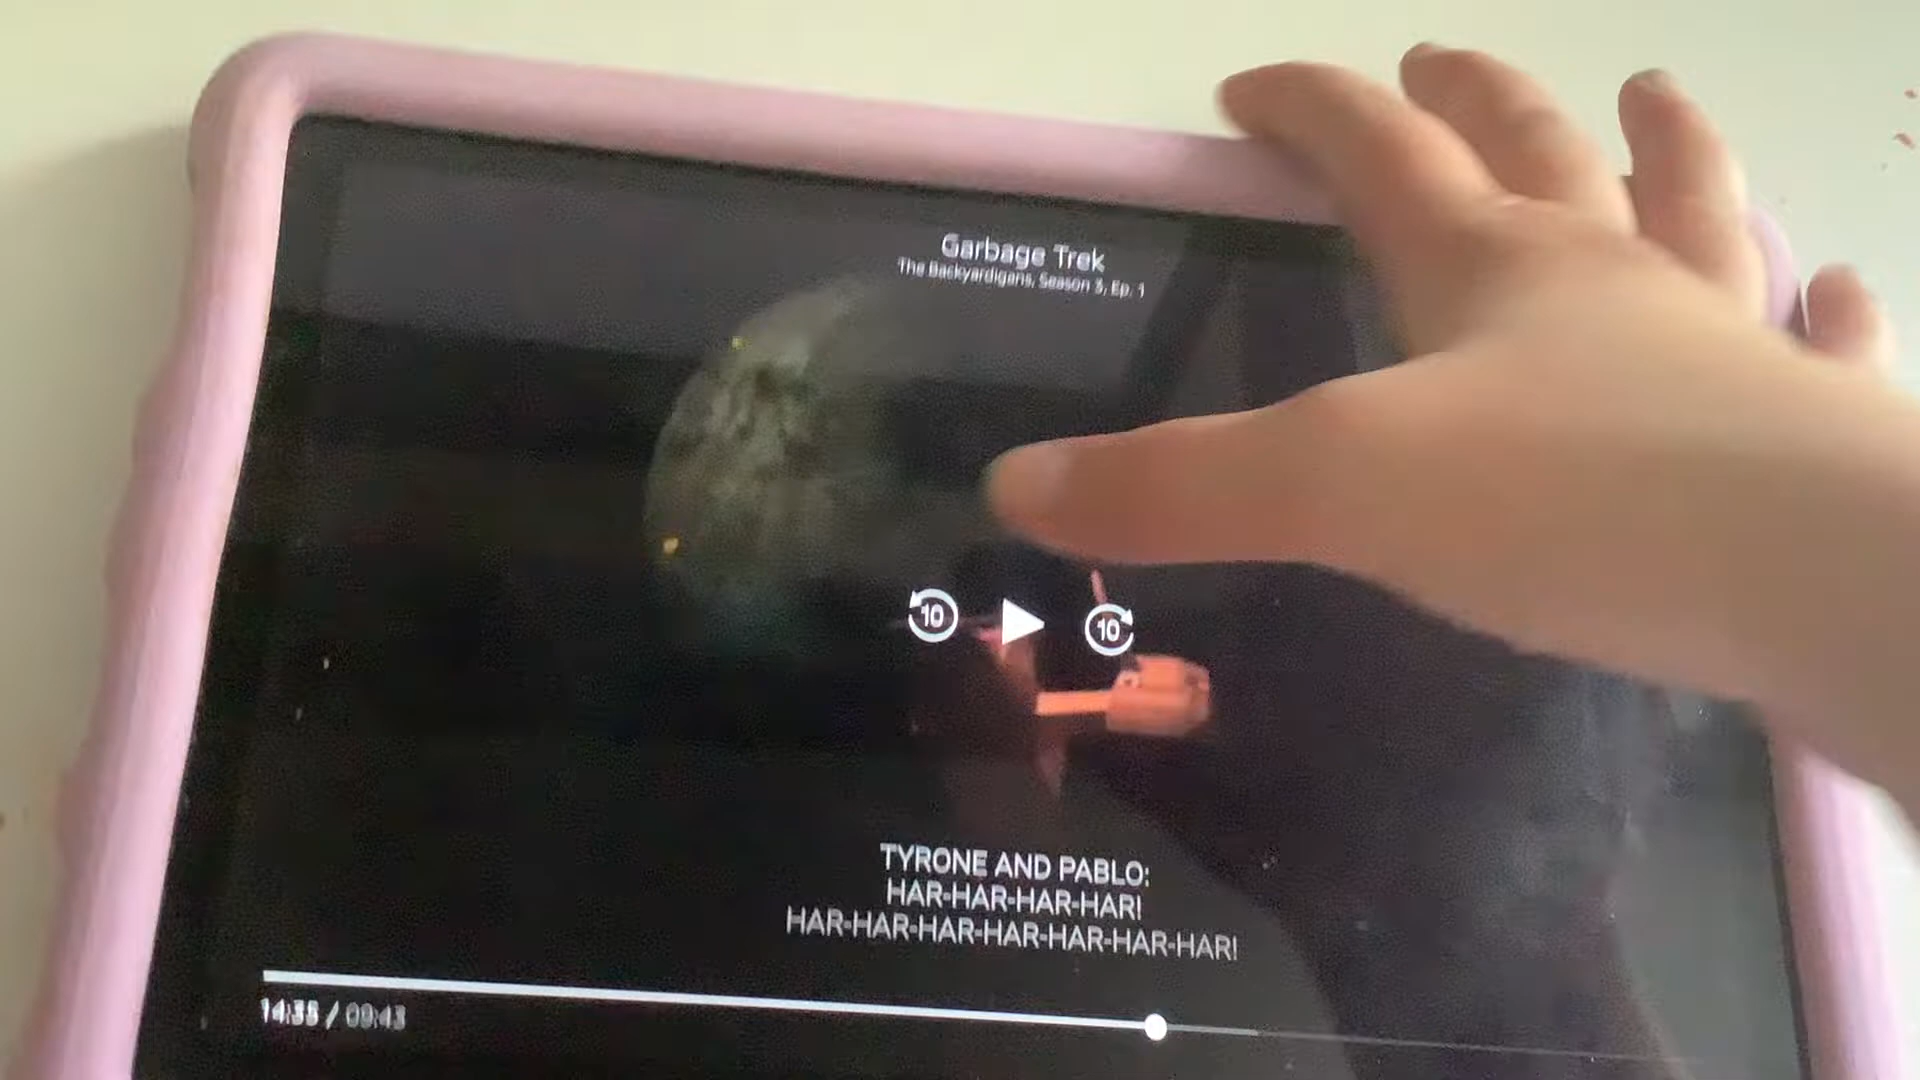 Garbage Trek
The Backyardigans, Season 3, Ep. 1
10
10
TYRONE AND PABLO:
HAR-HAR-HAR-HAR!
HAR-HAR-HAR-HAR-HAR-HAR-HAR!
14:35 / 09:43